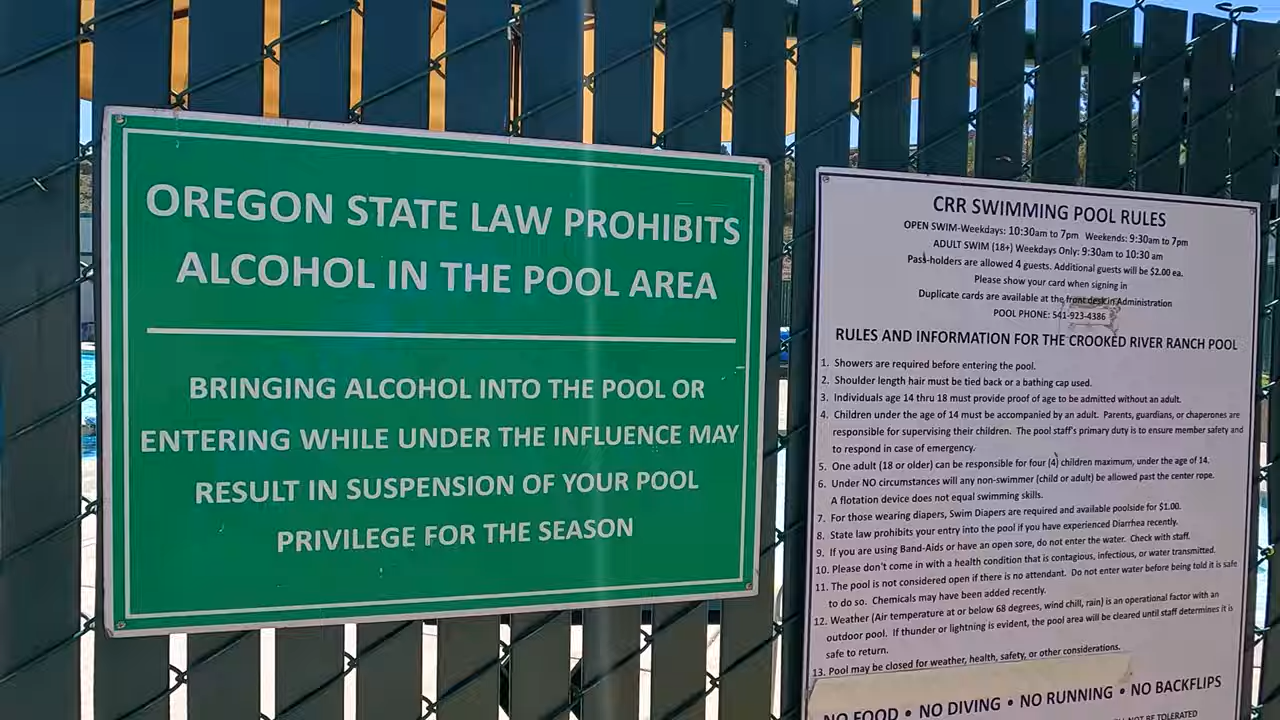 OREGON STATE LAW PROHIBITS
ALCOHOL IN THE POOL AREA
BRINGING ALCOHOL INTO THE POOL OR
ENTERING WHILE UNDER THE INFLUENCE MAY
RESULT IN SUSPENSION OF YOUR POOL
PRIVILEGE FOR THE SEASON
CRR SWIMMING POOL RULES
OPEN SWIM-Weekdays: 10:30am to 7pm Weekends: 9:30am to 7pm
ADULT SWIM (18+) Weekdays Only: 9:30am to 10:30 am
Pass-holders are allowed 4 guests. Additional guests will be $2.00 ea.
Please show your card when signing in
Duplicate cards are available at the front desk in Administration
POOL PHONE: 541-923-4386
RULES AND INFORMATION FOR THE CROOKED RIVER RANCH POOL
1. Showers are required before entering the pool.
2. Shoulder length hair must be tied back or a bathing cap used.
3. Individuals age 14 thru 18 must provide proof of age to be admitted without an adult.
4. Children under the age of 14 must be accompanied by an adult. Parents, guardians, or chaperones are
responsible for supervising their children. The pool staff's primary duty is to ensure member safety and
to respond in case of emergency.
5. One adult (18 or older) can be responsible for four (4) children maximum, under the age of 14.
6. Under NO circumstances will any non-swimmer (child or adult) be allowed past the center rope.
A flotation device does not equal swimming skills.
7. For those wearing diapers, Swim Diapers are required and available poolside for $1.00.
8. State law prohibits your entry into the pool if you have experienced Diarrhea recently.
9. If you are using Band-Aids or have an open sore, do not enter the water. Check with staff.
10. Please don't come in with a health condition that is contagious, infectious, or water transmitted.
11. The pool is not considered open if there is no attendant. Do not enter water before being told it is safe
to do so. Chemicals may have been added recently.
12. Weather (Air temperature at or below 68 degrees, wind chill, rain) is an operational factor with an
outdoor pool. If thunder or lightning is evident, the pool area will be cleared until staff determines it is
safe to return.
13. Pool may be closed for weather, health, safety, or other considerations.
NO FOOD • NO DIVING • NO RUNNING • NO BACKFLIPS
NOT BE TOLERATED